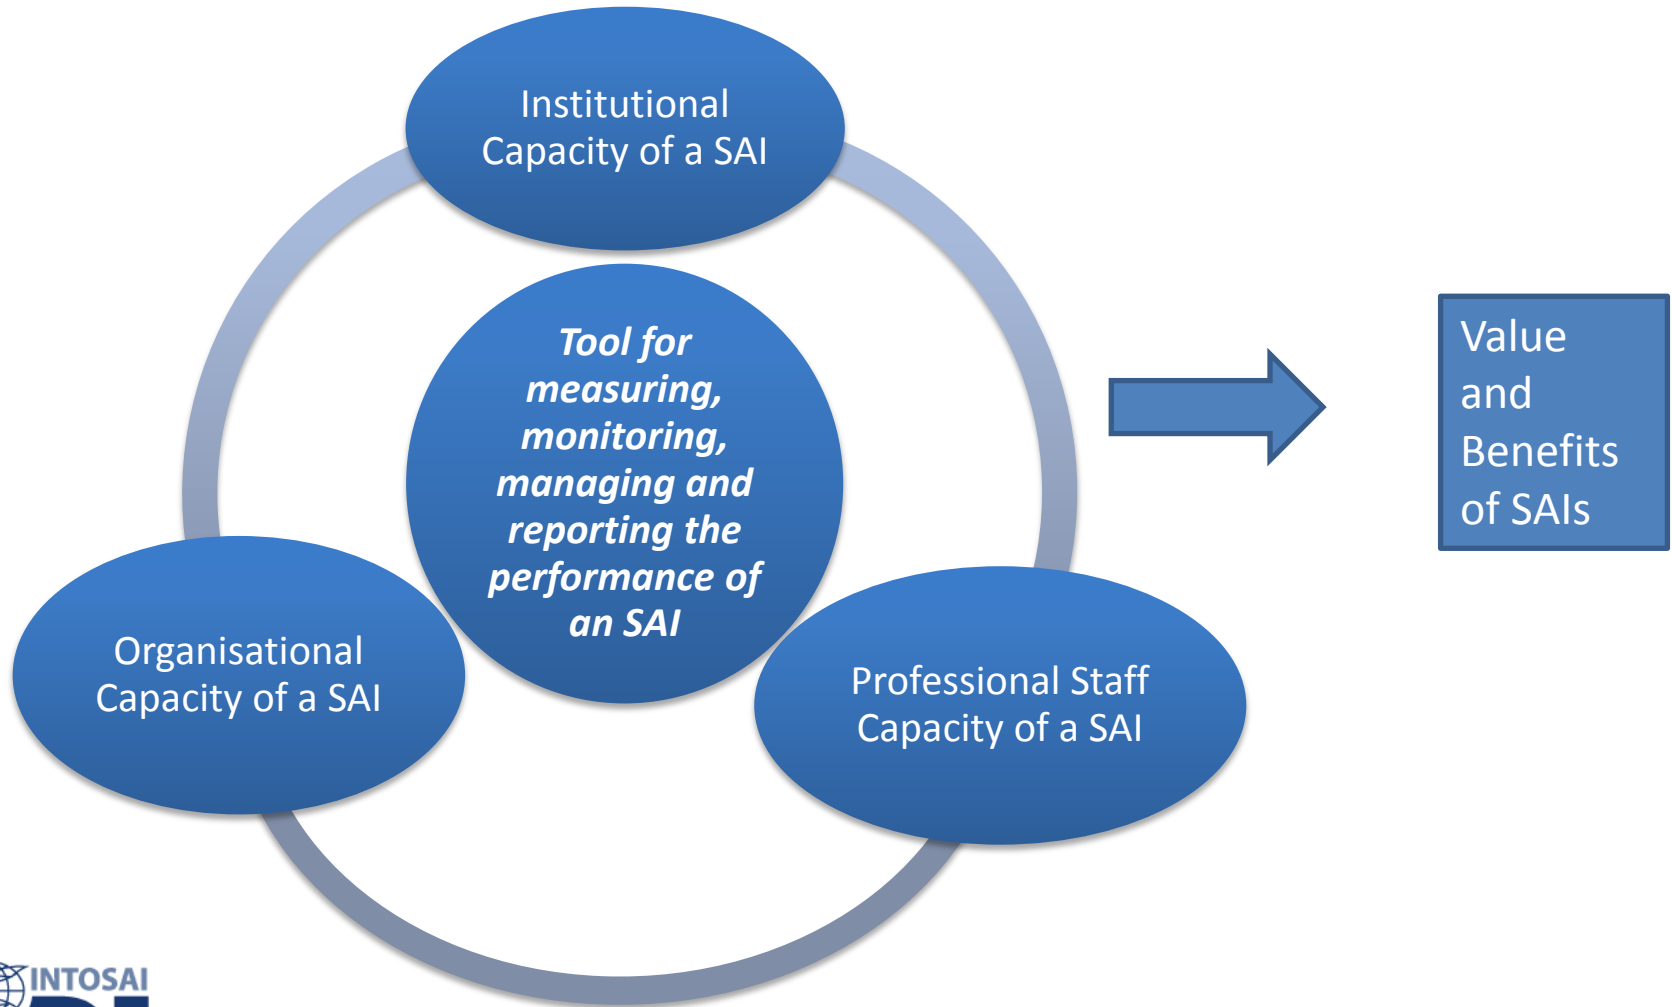 Institutional
Capacity of a SAI
Tool for
measuring,
monitoring,
managing and
reporting the
performance of
an SAI
Value
and
Benefits
of SAIs
Organisational
Capacity of a SAI
Professional Staff
Capacity of a SAI
INTOSAI